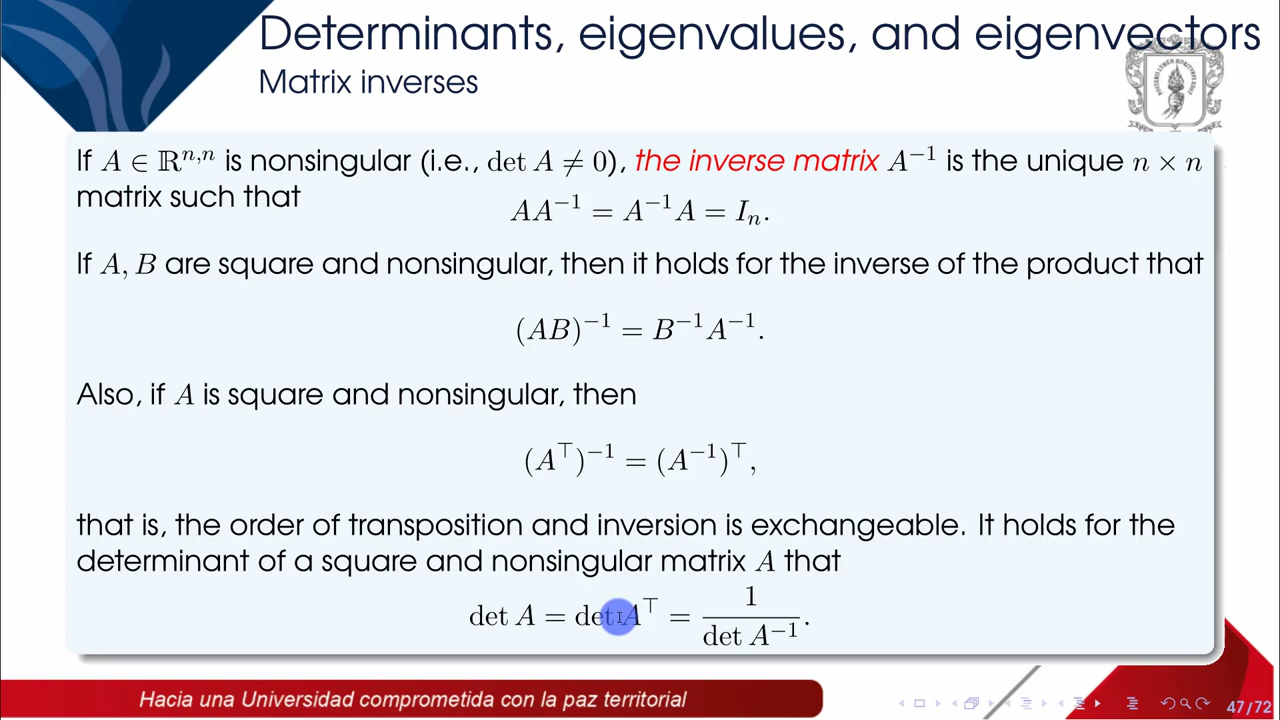 Determinants, eigenvalues, and eigenvectors
Matrix inverses
If A ∈ ℝⁿ,ⁿ is nonsingular (i.e., det A ≠ 0), the inverse matrix A⁻¹ is the unique n × n
matrix such that
AA⁻¹ = A⁻¹A = Iₙ.
If A, B are square and nonsingular, then it holds for the inverse of the product that
(AB)⁻¹ = B⁻¹A⁻¹.
Also, if A is square and nonsingular, then
(A^⊤)⁻¹ = (A⁻¹)^⊤,
that is, the order of transposition and inversion is exchangeable. It holds for the
determinant of a square and nonsingular matrix A that
det A = det A^⊤ = 1 / det A⁻¹.
Hacia una Universidad comprometida con la paz territorial
47/72